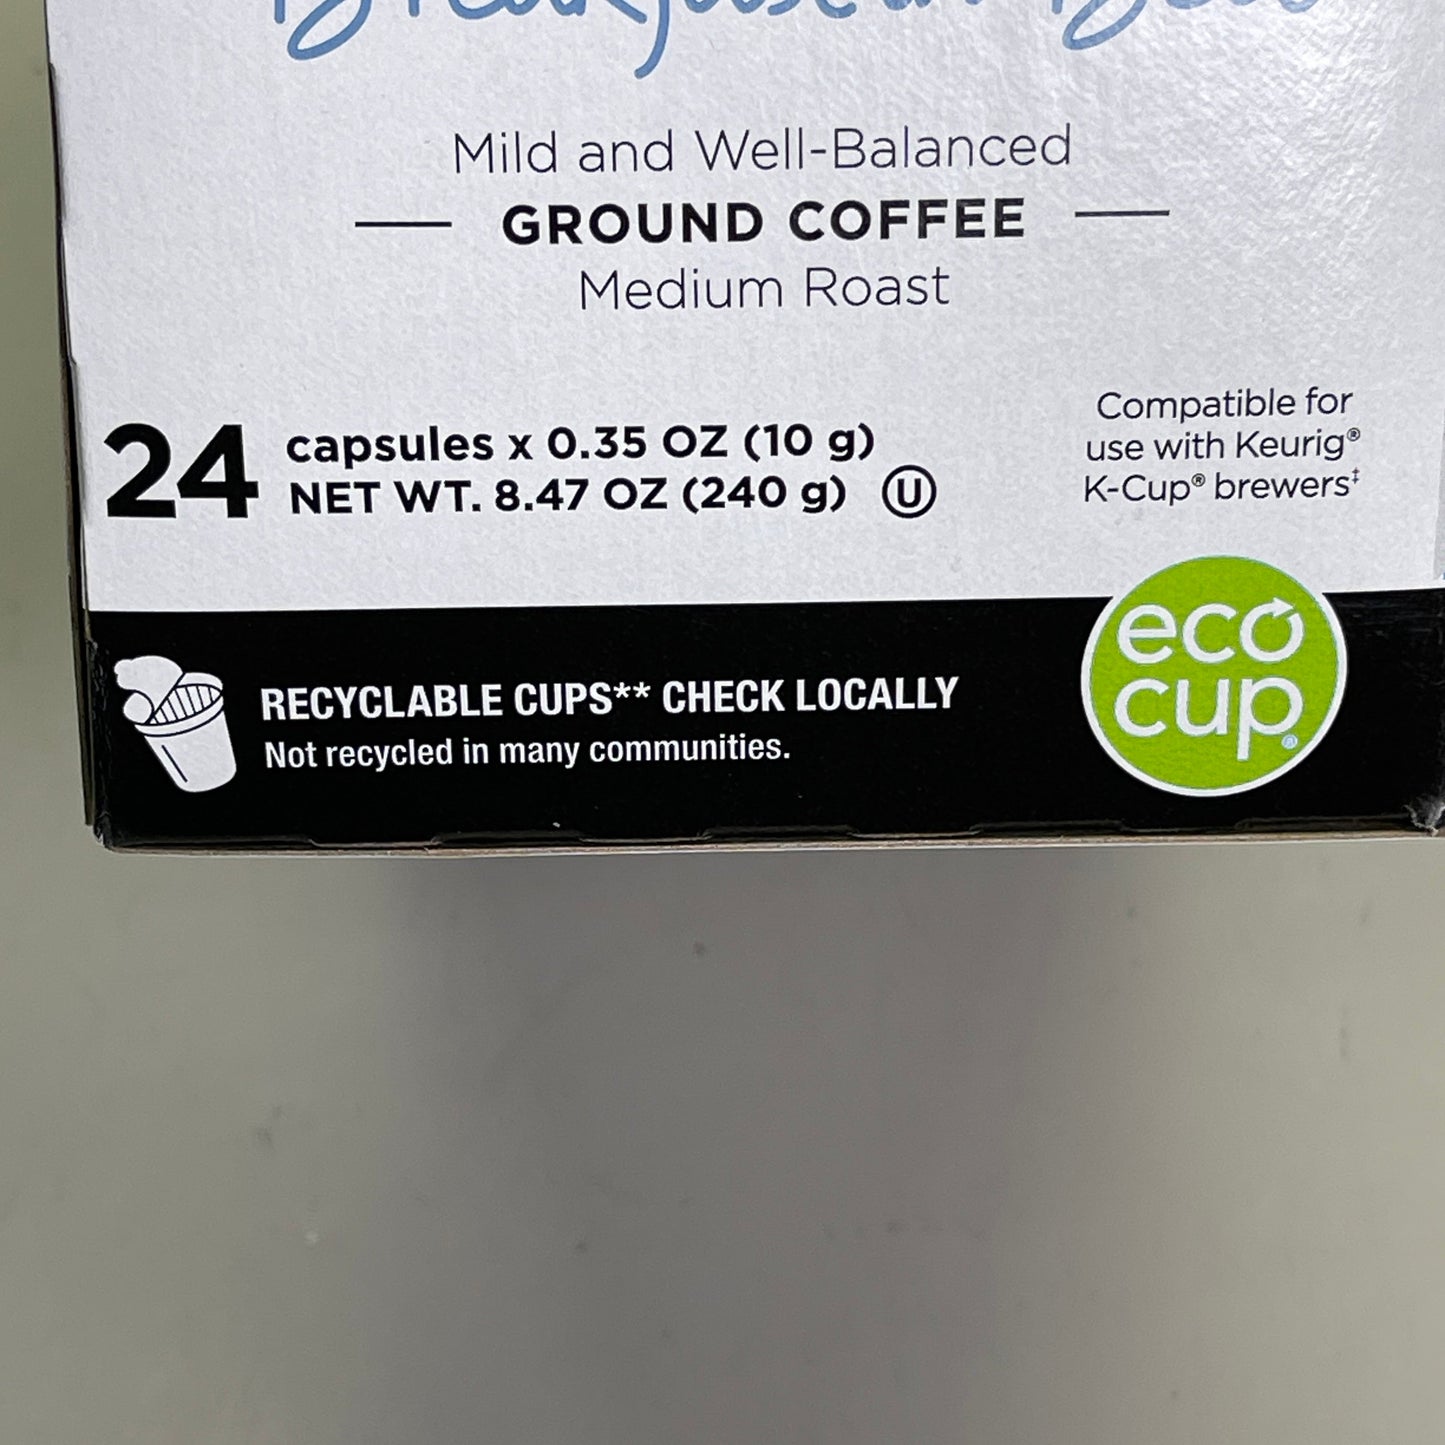 Mild and Well-Balanced
GROUND COFFEE
Medium Roast
24 capsules x 0.35 OZ (10 g)
NET WT. 8.47 OZ (240 g) U
Compatible for
use with Keurig®
K-Cup® brewers‡
eco
cup®
RECYCLABLE CUPS** CHECK LOCALLY
Not recycled in many communities.